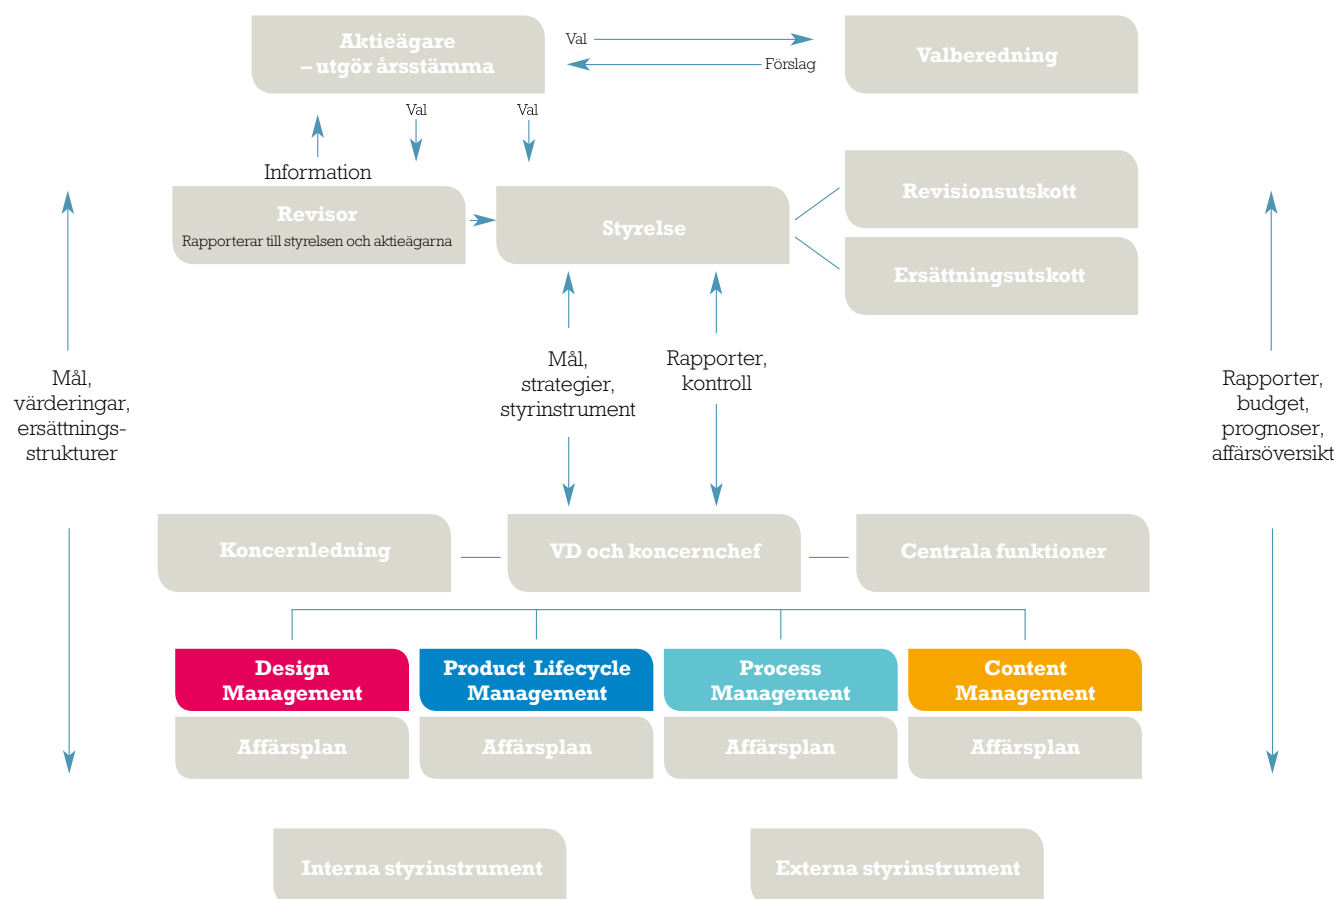 Aktieägare
– utgör årsstämma
Val
Förslag
Valberedning
Val
Val
Information
Revisor
Rapporterar till styrelsen och aktieägarna
Styrelse
Revisionsutskott
Ersättningsutskott
Mål,
värderingar,
ersättnings-
strukturer
Mål,
strategier,
styrinstrument
Rapporter,
kontroll
Rapporter,
budget,
prognoser,
affärsöversikt
Koncernledning
VD och koncernchef
Centrala funktioner
Design
Management
Product Lifecycle
Management
Process
Management
Content
Management
Affärsplan
Affärsplan
Affärsplan
Affärsplan
Interna styrinstrument
Externa styrinstrument